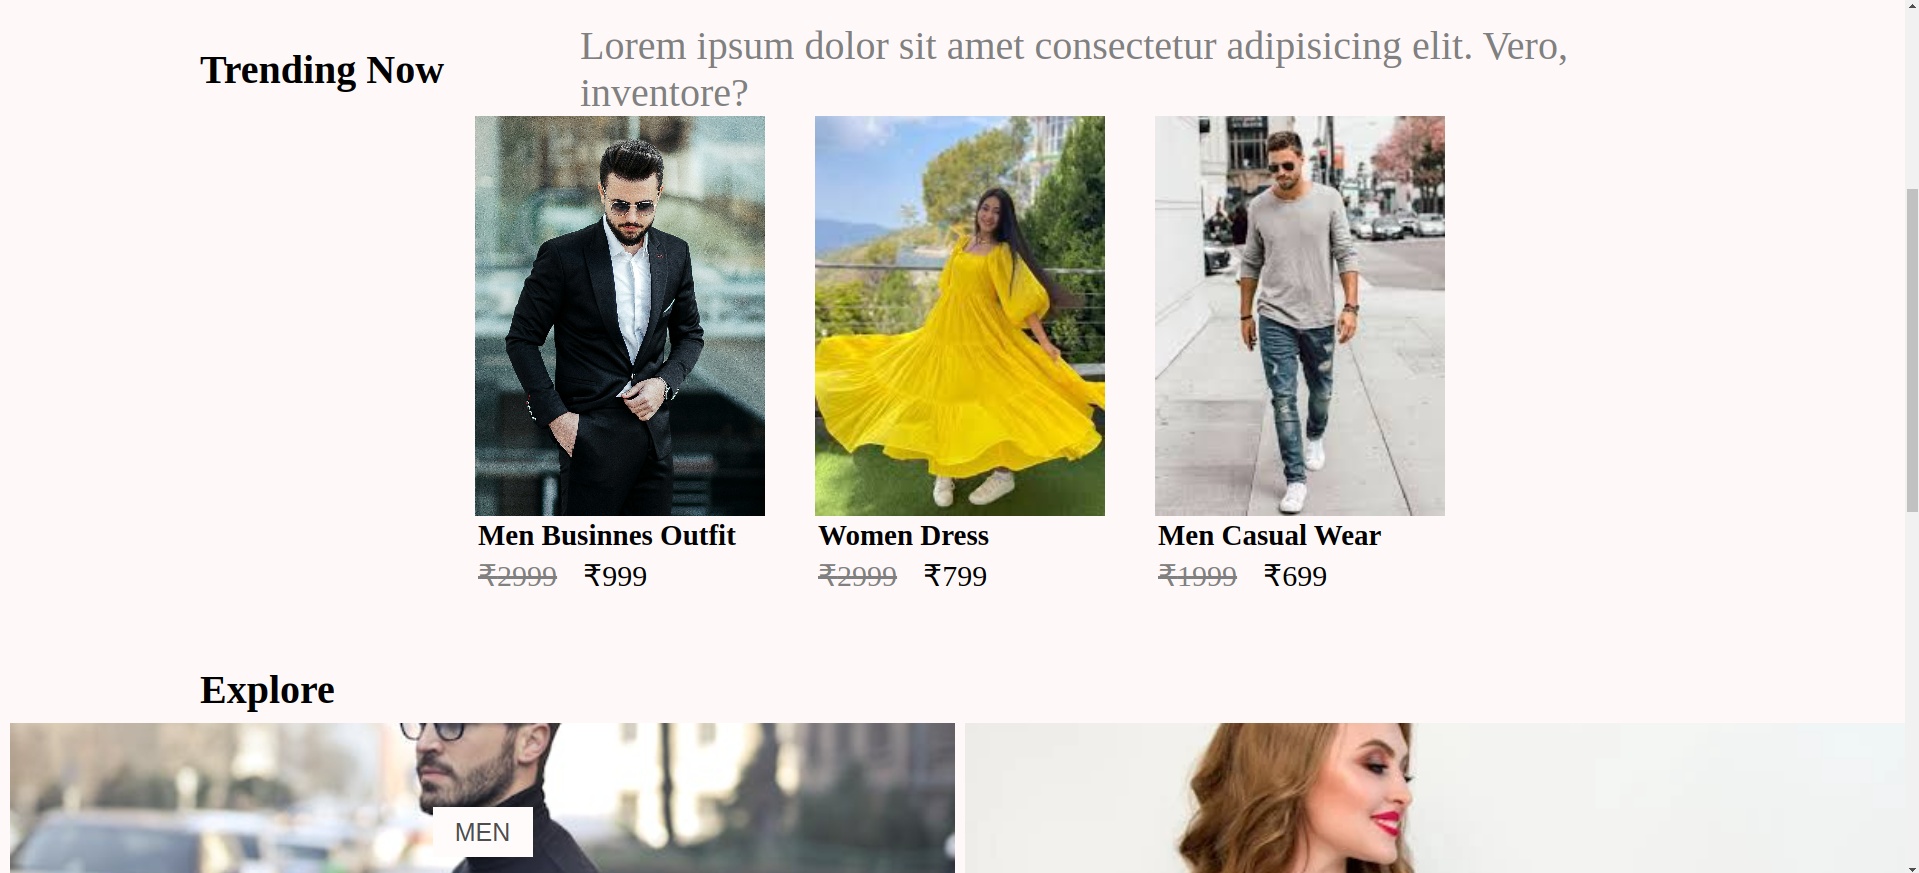 Trending Now
Lorem ipsum dolor sit amet consectetur adipisicing elit. Vero,
inventore?
Men Businnes Outfit
₹2999 ₹999
Women Dress
₹2999 ₹799
Men Casual Wear
₹1999 ₹699
Explore
MEN